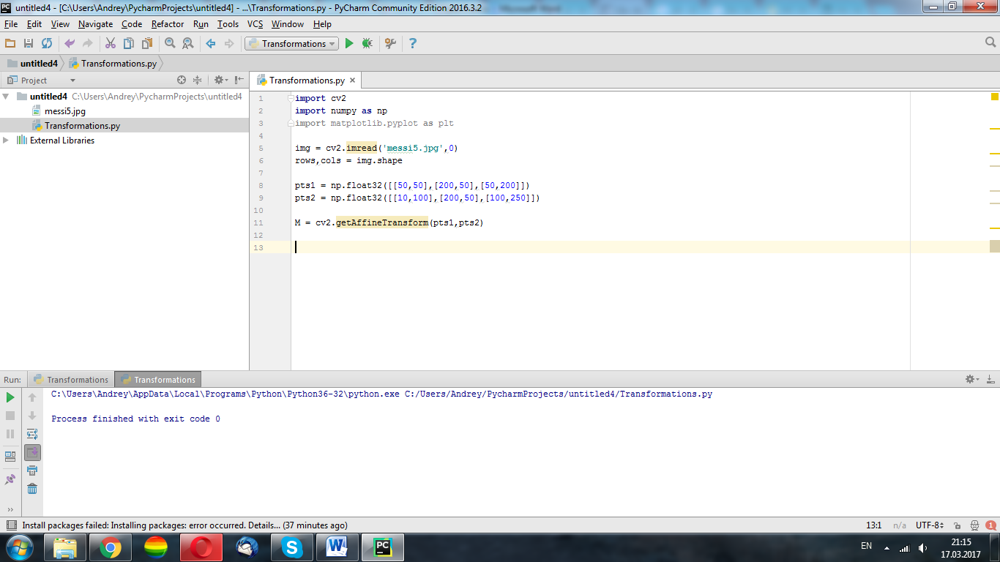 untitled4 - [C:\Users\Andrey\PycharmProjects\untitled4] - ...\Transformations.py - PyCharm Community Edition 2016.3.2
File Edit View Navigate Code Refactor Run Tools VCS Window Help
Transformations
untitled4 Transformations.py
Project
Transformations.py
untitled4 C:\Users\Andrey\PycharmProjects\untitled4
messi5.jpg
Transformations.py
External Libraries
1 import cv2
2 import numpy as np
3 import matplotlib.pyplot as plt
4
5 img = cv2.imread('messi5.jpg',0)
6 rows,cols = img.shape
7
8 pts1 = np.float32([[50,50],[200,50],[50,200]])
9 pts2 = np.float32([[10,100],[200,50],[100,250]])
10
11 M = cv2.getAffineTransform(pts1,pts2)
12
13
Run: Transformations Transformations
C:\Users\Andrey\AppData\Local\Programs\Python\Python36-32\python.exe C:/Users/Andrey/PycharmProjects/untitled4/Transformations.py
Process finished with exit code 0
Install packages failed: Installing packages: error occurred. Details... (37 minutes ago) 13:1 n/a UTF-8 1
EN 21:15
17.03.2017